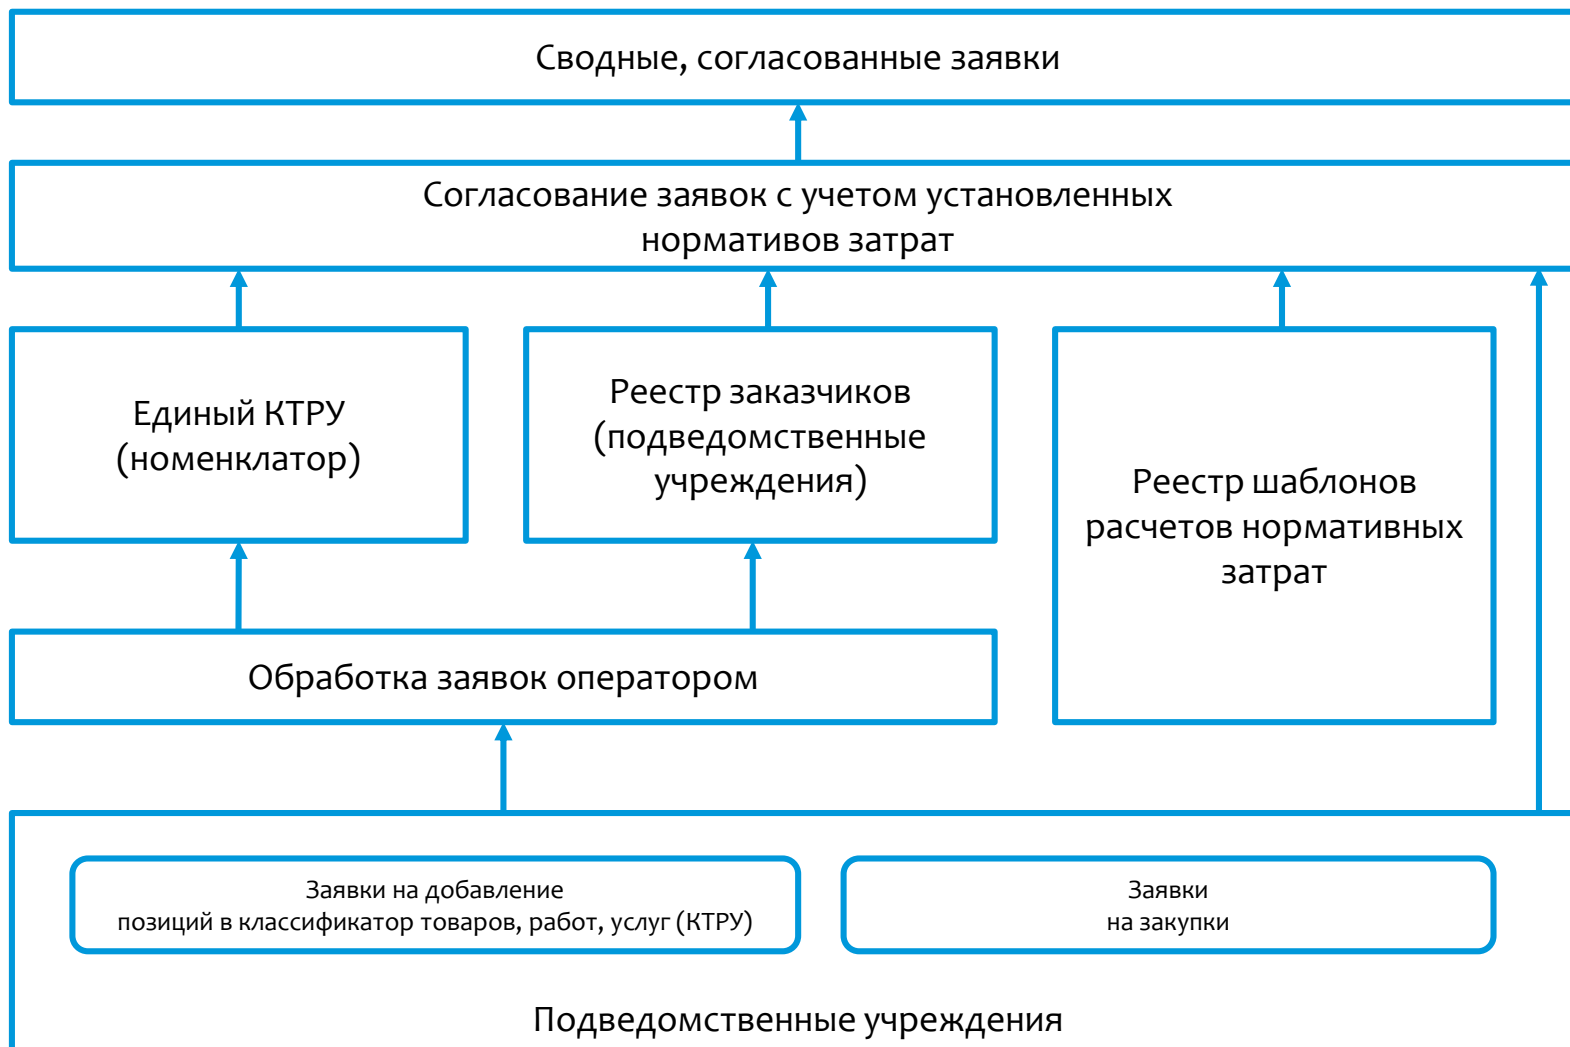 Сводные, согласованные заявки
Согласование заявок с учетом установленных
нормативов затрат
Единый КТРУ
(номенклатор)
Реестр заказчиков
(подведомственные
учреждения)
Реестр шаблонов
расчетов нормативных
затрат
Обработка заявок оператором
Заявки на добавление
позиций в классификатор товаров, работ, услуг (КТРУ)
Заявки
на закупки
Подведомственные учреждения